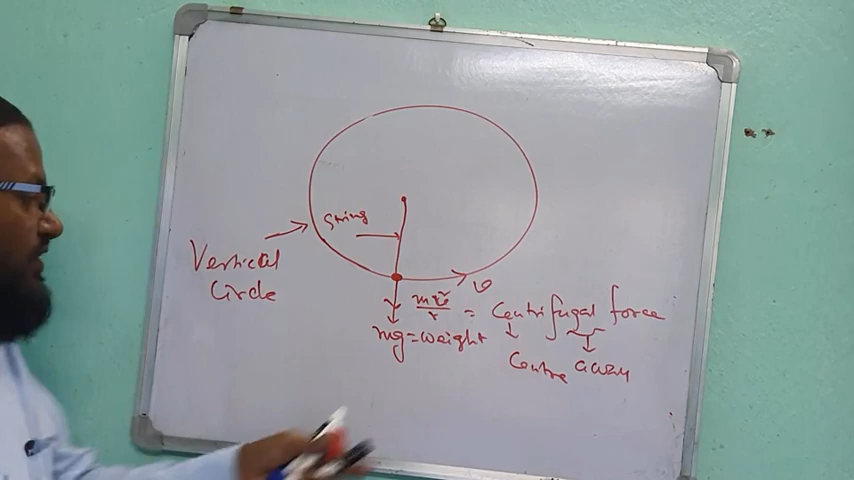 String
Vertical
Circle
v
mv²/r = Centrifugal force
mg = weight
Centre away